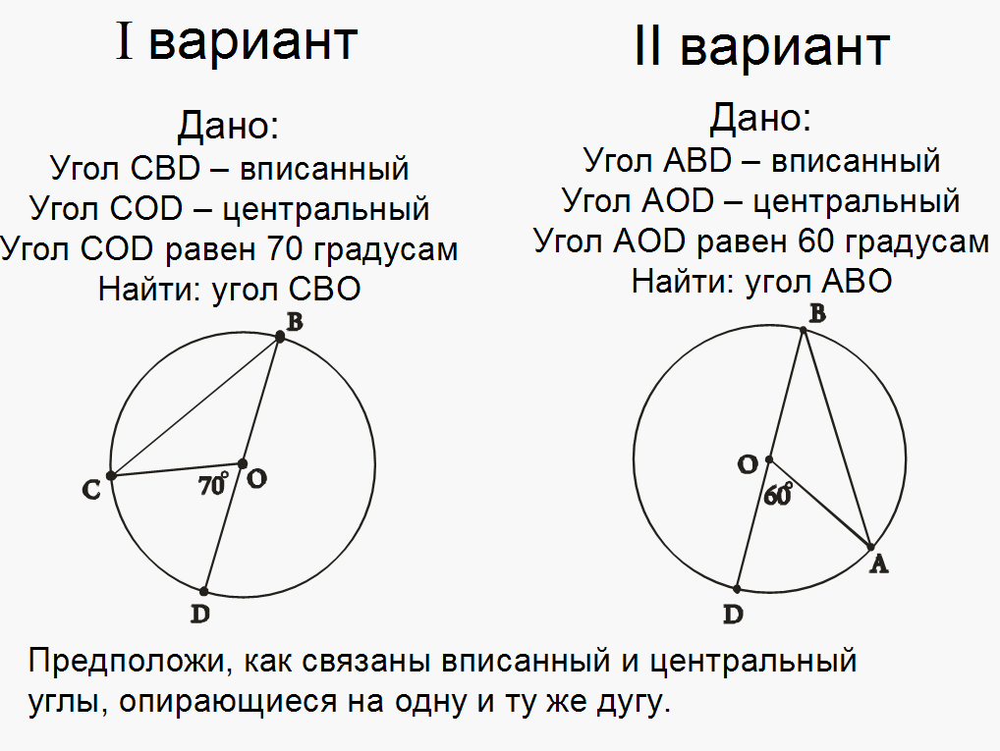 I вариант
Дано:
Угол CBD – вписанный
Угол COD – центральный
Угол COD равен 70 градусам
Найти: угол CBO
B
C
70°
O
D
II вариант
Дано:
Угол ABD – вписанный
Угол AOD – центральный
Угол AOD равен 60 градусам
Найти: угол ABO
B
O
60°
A
D
Предположи, как связаны вписанный и центральный
углы, опирающиеся на одну и ту же дугу.